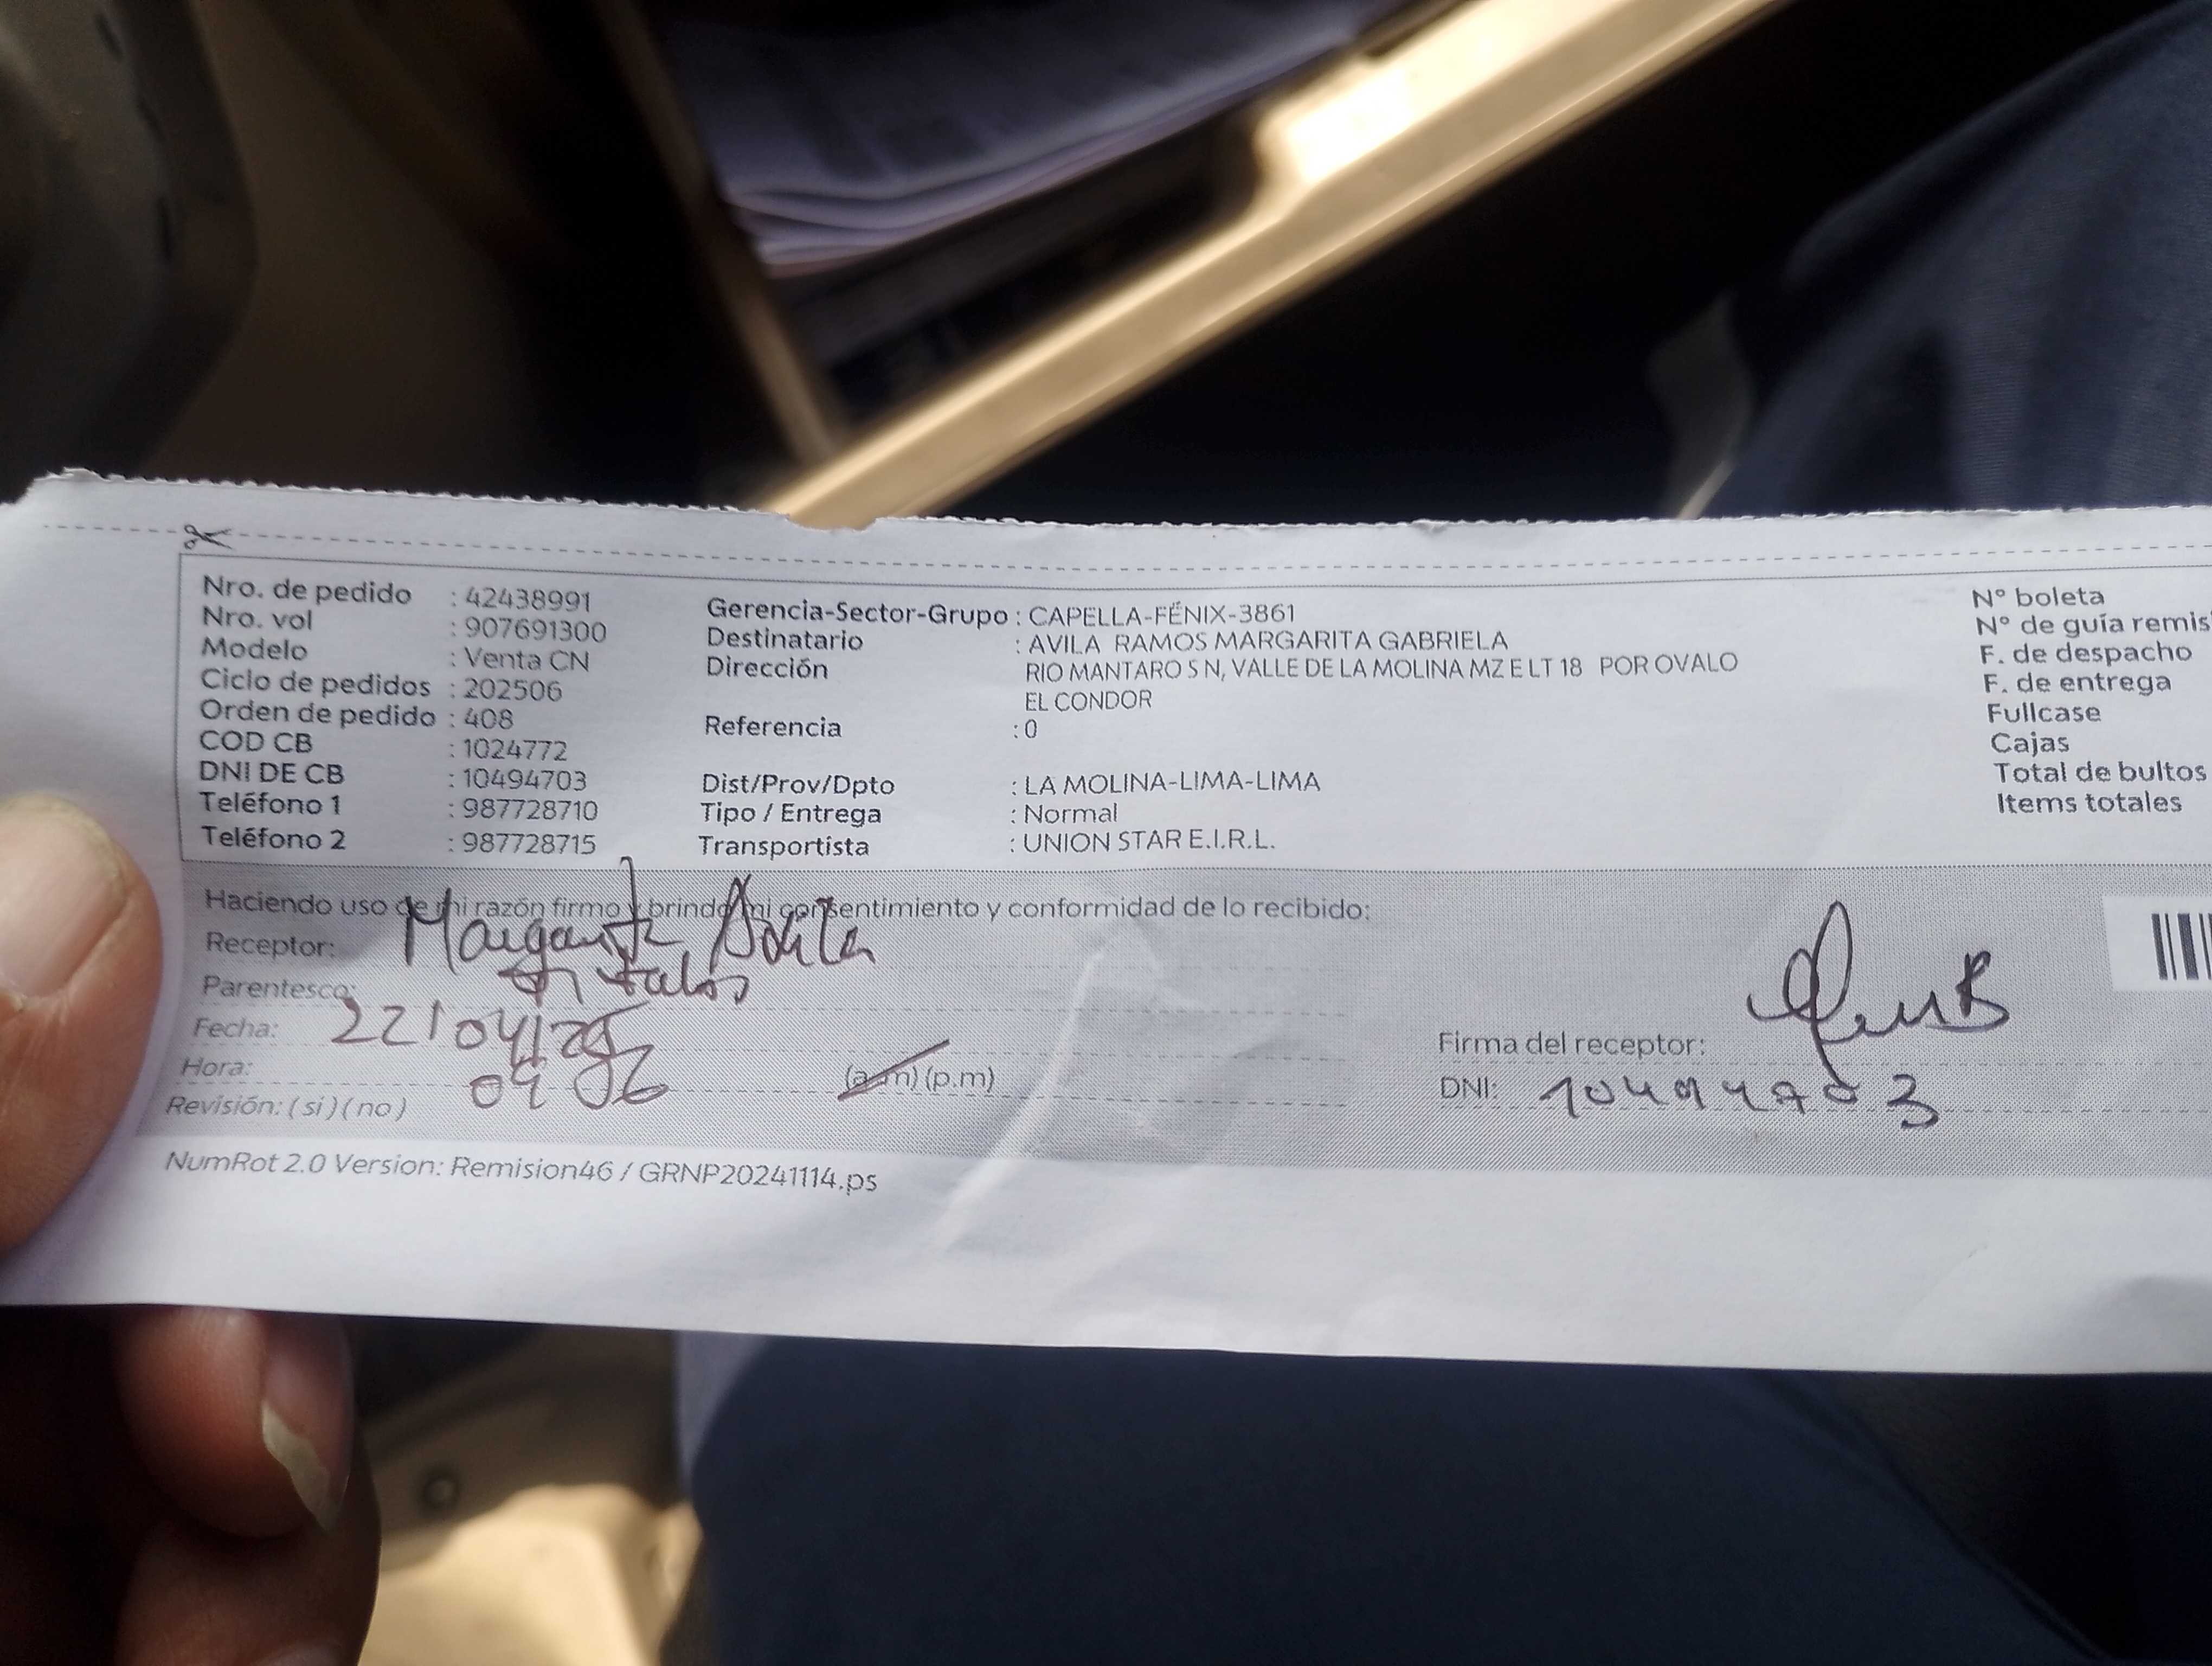 Nro. de pedido : 42438991
Nro. vol : 907691300
Modelo : Venta CN
Ciclo de pedidos : 202506
Orden de pedido : 408
COD CB : 1024772
DNI DE CB : 10494703
Teléfono 1 : 987728710
Teléfono 2 : 987728715
Gerencia-Sector-Grupo : CAPELLA-FÉNIX-3861
Destinatario : AVILA RAMOS MARGARITA GABRIELA
Dirección RIO MANTARO S N, VALLE DE LA MOLINA MZ E LT 18 POR OVALO
EL CONDOR
Referencia : 0
Dist/Prov/Dpto : LA MOLINA-LIMA-LIMA
Tipo / Entrega : Normal
Transportista : UNION STAR E.I.R.L.
N° boleta
N° de guía remis
F. de despacho
F. de entrega
Fullcase
Cajas
Total de bultos
Items totales
Haciendo uso de mi razón firmo y brindo mi consentimiento y conformidad de lo recibido:
Receptor: Margarita Avila
Parentesco: Titular
Fecha: 22/04/25
Hora: 09 06 (a.m) (p.m)
Revisión: ( si ) ( no )
Firma del receptor:
DNI: 10494703
NumRot 2.0 Version: Remision46 / GRNP20241114.ps